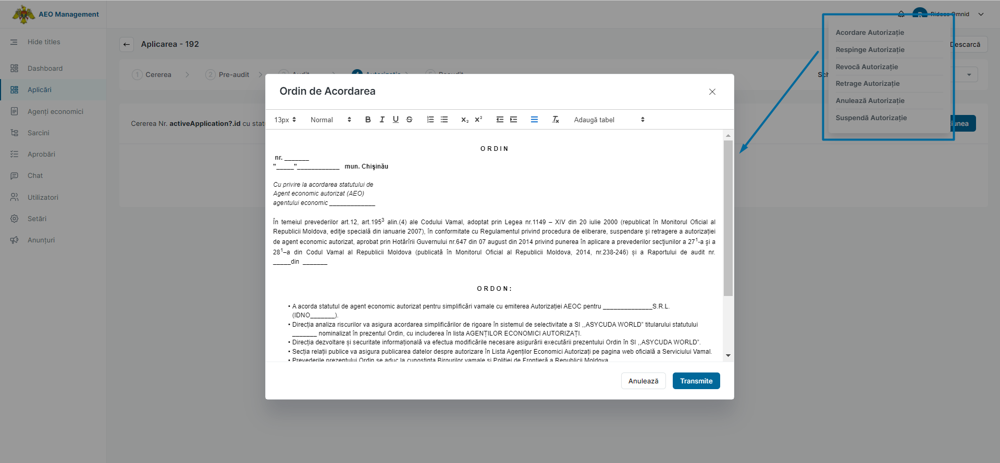 AEO Management
Ridoss Omnid
Hide titles
Dashboard
Aplicări
Agenți economici
Sarcini
Aprobări
Chat
Utilizatori
Setări
Anunțuri
Aplicarea - 192
Descarcă
1 Cererea
2 Pre-audit
Audit
Autorizație
Reaudit
Sch
Cererea Nr. activeApplication?.id cu statu
Acordare Autorizație
Respinge Autorizație
Revocă Autorizație
Retrage Autorizație
Anulează Autorizație
Suspendă Autorizație
țiunea
Ordin de Acordarea
13px
Normal
B I U S
x₂ x²
Adaugă tabel
O R D I N
nr. _______
”_____”____________ mun. Chişinău
Cu privire la acordarea statutului de
Agent economic autorizat (AEO)
agentului economic _____________
În temeiul prevederilor art.12, art.195³ alin.(4) ale Codului Vamal, adoptat prin Legea nr.1149 – XIV din 20 iulie 2000 (republicat în Monitorul Oficial al
Republicii Moldova, ediţie specială din ianuarie 2007), în conformitate cu Regulamentul privind procedura de eliberare, suspendare și retragere a autorizației
de agent economic autorizat, aprobat prin Hotărîrii Guvernului nr.647 din 07 august din 2014 privind punerea în aplicare a prevederilor secţiunilor a 27¹-a şi a
28¹–a din Codul Vamal al Republicii Moldova (publicată în Monitorul Oficial al Republicii Moldova, 2014, nr.238-246) și a Raportului de audit nr.
_____din _______
O R D O N :
• A acorda statutul de agent economic autorizat pentru simplificări vamale cu emiterea Autorizației AEOC pentru ______________S.R.L.
(IDNO_______).
• Direcția analiza riscurilor va asigura acordarea simplificărilor de rigoare în sistemul de selectivitate a SI ,,ASYCUDA WORLD” titularului statutului
_______ nominalizat în prezentul Ordin, cu includerea în lista AGENȚILOR ECONOMICI AUTORIZAȚI.
• Direcția dezvoltare și securitate informațională va efectua modificările necesare asigurării executării prezentului Ordin în SI ,,ASYCUDA WORLD”.
• Secția relații publice va asigura publicarea datelor despre autorizare în Lista Agenților Economici Autorizați pe pagina web oficială a Serviciului Vamal.
• Prevederile prezentului Ordin se aduc la cunoștința Birourilor vamale și Poliției de Frontieră a Republicii Moldova.
Anulează
Transmite